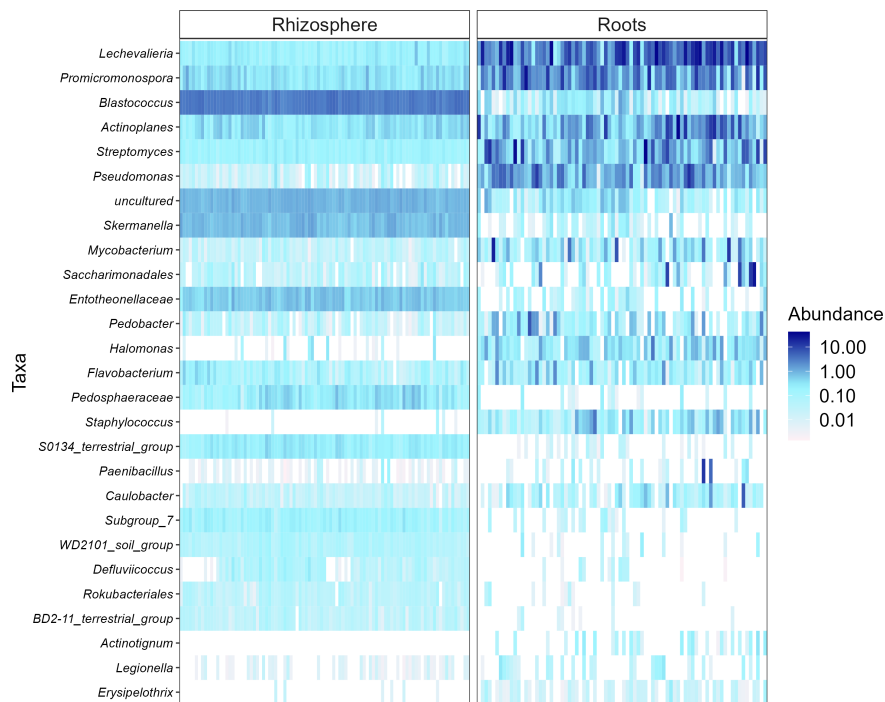 Rhizosphere
Roots
Lechevalieria
Promicromonospora
Blastococcus
Actinoplanes
Streptomyces
Pseudomonas
uncultured
Skermanella
Mycobacterium
Saccharimonadales
Entotheonellaceae
Pedobacter
Halomonas
Flavobacterium
Pedosphaeraceae
Staphylococcus
S0134_terrestrial_group
Paenibacillus
Caulobacter
Subgroup_7
WD2101_soil_group
Defluviicoccus
Rokubacteriales
BD2-11_terrestrial_group
Actinotignum
Legionella
Erysipelothrix
Taxa
Abundance
10.00
1.00
0.10
0.01